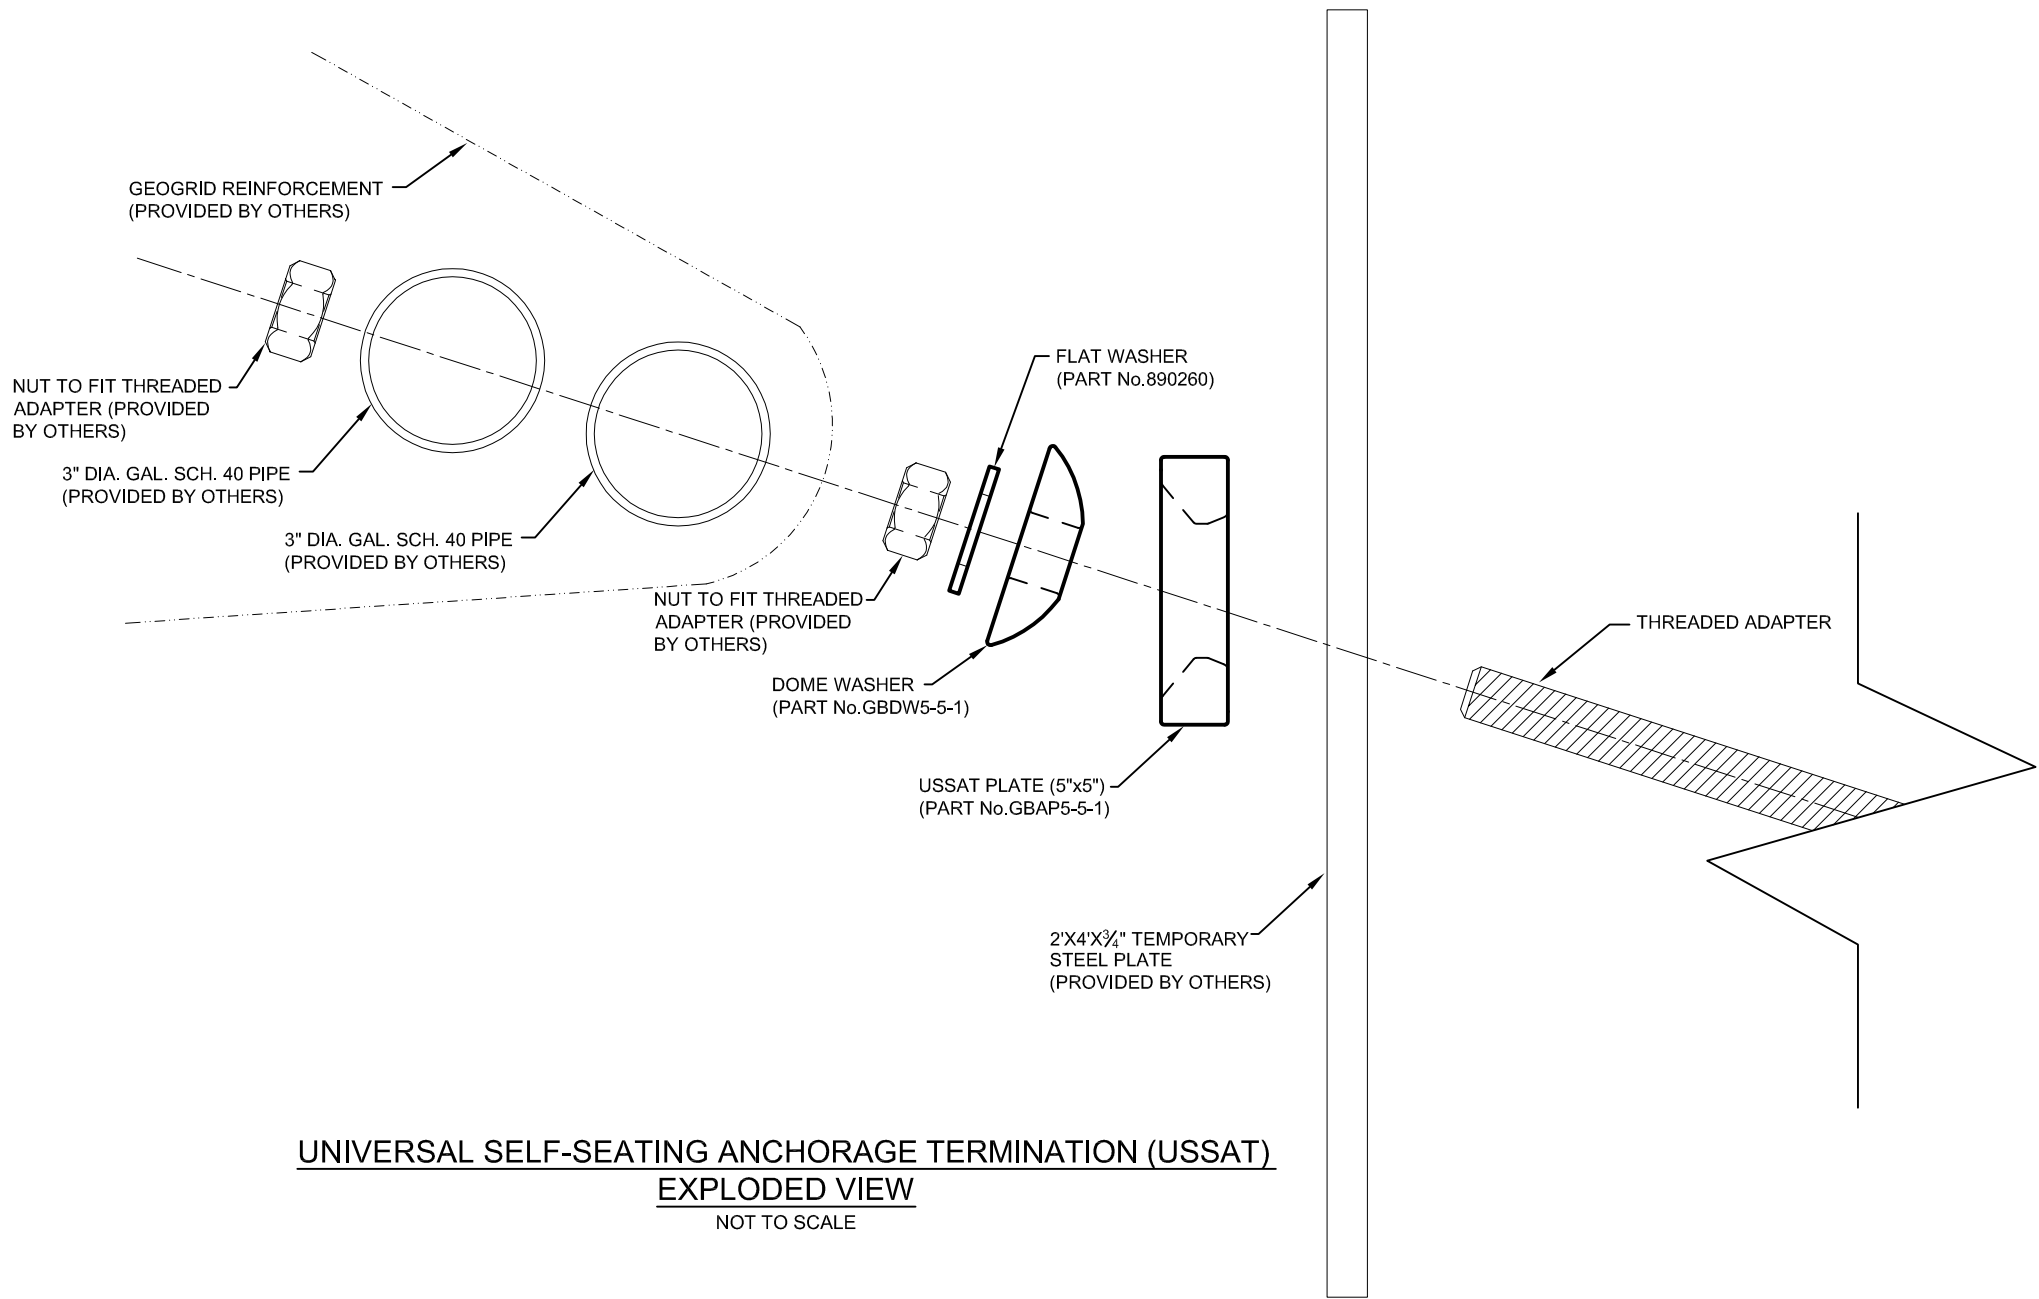 GEOGRID REINFORCEMENT
(PROVIDED BY OTHERS)
NUT TO FIT THREADED
ADAPTER (PROVIDED
BY OTHERS)
3" DIA. GAL. SCH. 40 PIPE
(PROVIDED BY OTHERS)
3" DIA. GAL. SCH. 40 PIPE
(PROVIDED BY OTHERS)
NUT TO FIT THREADED
ADAPTER (PROVIDED
BY OTHERS)
FLAT WASHER
(PART No.890260)
DOME WASHER
(PART No.GBDW5-5-1)
USSAT PLATE (5"x5")
(PART No.GBAP5-5-1)
THREADED ADAPTER
2'X4'X¾" TEMPORARY
STEEL PLATE
(PROVIDED BY OTHERS)
UNIVERSAL SELF-SEATING ANCHORAGE TERMINATION (USSAT)
EXPLODED VIEW
NOT TO SCALE